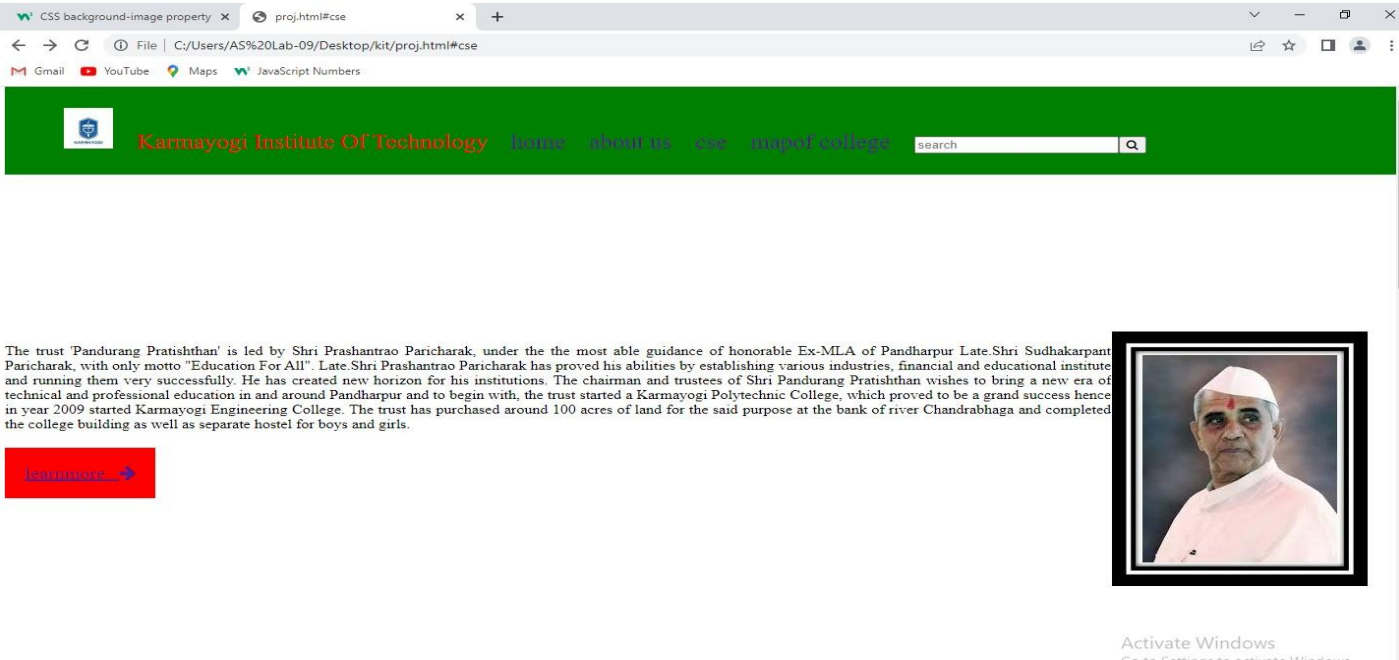 CSS background-image property
proj.html#cse
File | C:/Users/AS%20Lab-09/Desktop/kit/proj.html#cse
Gmail YouTube Maps JavaScript Numbers
KARMAYOGI
Karmayogi Institute Of Technology home about us cse mapof college search
The trust 'Pandurang Pratishthan' is led by Shri Prashantrao Paricharak, under the the most able guidance of honorable Ex-MLA of Pandharpur Late.Shri Sudhakarpant
Paricharak, with only motto "Education For All". Late.Shri Prashantrao Paricharak has proved his abilities by establishing various industries, financial and educational institute
and running them very successfully. He has created new horizon for his institutions. The chairman and trustees of Shri Pandurang Pratishthan wishes to bring a new era of
technical and professional education in and around Pandharpur and to begin with, the trust started a Karmayogi Polytechnic College, which proved to be a grand success hence
in year 2009 started Karmayogi Engineering College. The trust has purchased around 100 acres of land for the said purpose at the bank of river Chandrabhaga and completed
the college building as well as separate hostel for boys and girls.
learnmore
Activate Windows
Go to Settings to activate Windows.